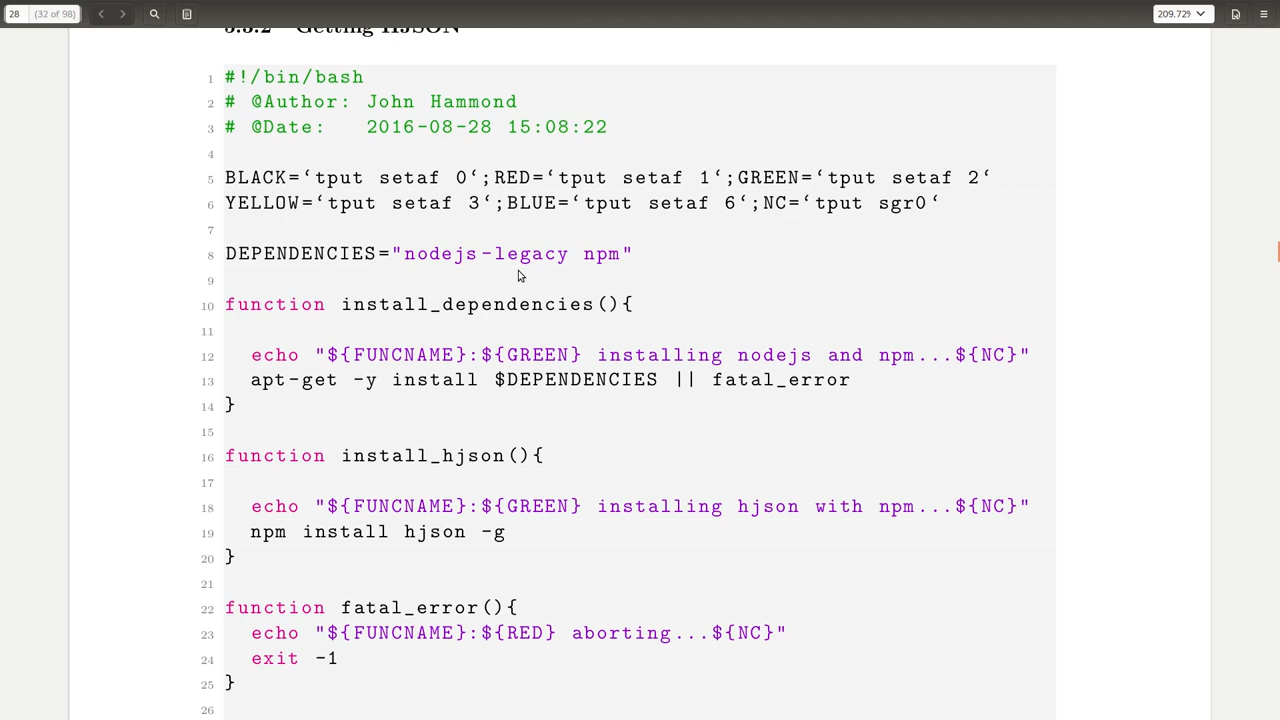 28 (32 of 98) 209.72%
3.3.2 Getting HJSON
1 #!/bin/bash
2 # @Author: John Hammond
3 # @Date:   2016-08-28 15:08:22
4
5 BLACK=‘tput setaf 0‘;RED=‘tput setaf 1‘;GREEN=‘tput setaf 2‘
6 YELLOW=‘tput setaf 3‘;BLUE=‘tput setaf 6‘;NC=‘tput sgr0‘
7
8 DEPENDENCIES="nodejs-legacy npm"
9
10 function install_dependencies(){
11
12   echo "${FUNCNAME}:${GREEN} installing nodejs and npm...${NC}"
13   apt-get -y install $DEPENDENCIES || fatal_error
14 }
15
16 function install_hjson(){
17
18   echo "${FUNCNAME}:${GREEN} installing hjson with npm...${NC}"
19   npm install hjson -g
20 }
21
22 function fatal_error(){
23   echo "${FUNCNAME}:${RED} aborting...${NC}"
24   exit -1
25 }
26